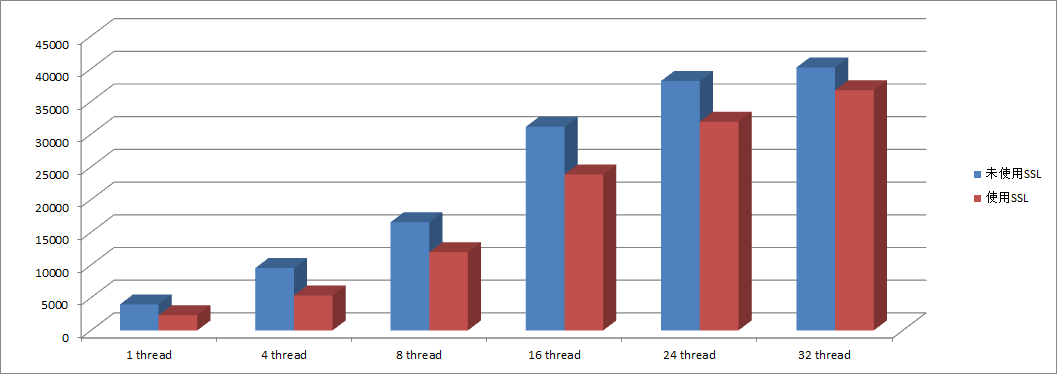 45000
40000
35000
30000
25000
20000
15000
10000
5000
0
1 thread
4 thread
8 thread
16 thread
24 thread
32 thread
未使用SSL
使用SSL